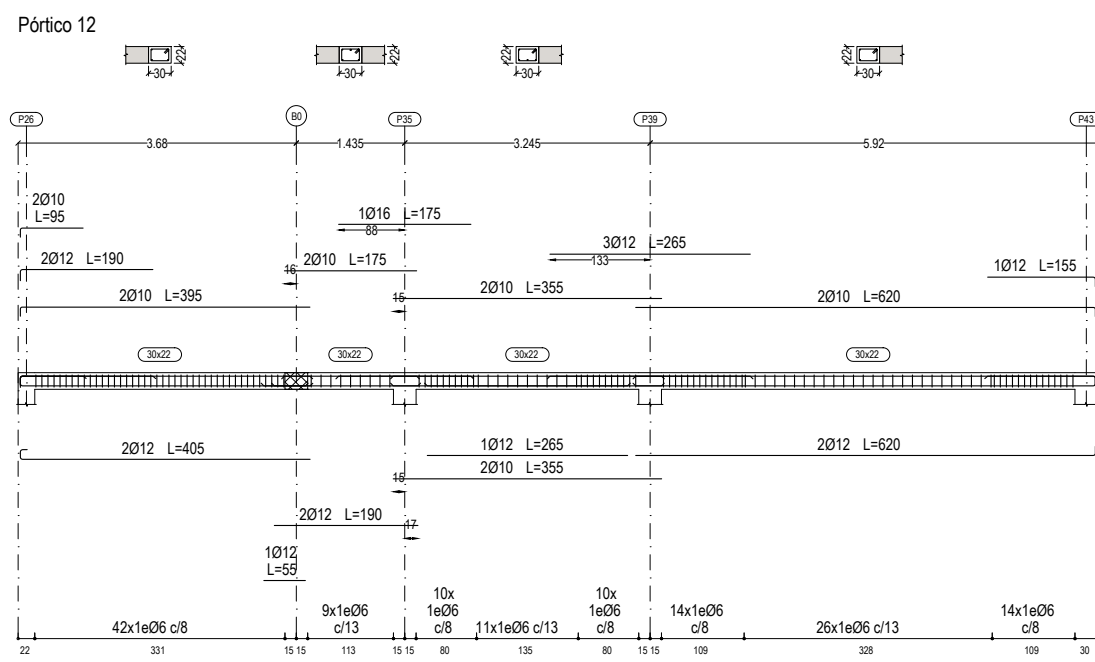 Pórtico 12
22 22 22 22
30 30 30 30
P26 B0 P35 P39 P43
3.68 1.435 3.245 5.92
2Ø10
L=95
1Ø16 L=175
88
3Ø12 L=265
133
2Ø12 L=190
16
2Ø10 L=175
1Ø12 L=155
2Ø10 L=395
15
2Ø10 L=355
2Ø10 L=620
30x22 30x22 30x22 30x22
2Ø12 L=405
1Ø12 L=265
2Ø12 L=620
2Ø10 L=355
15
2Ø12 L=190
17
1Ø12
L=55
42x1eØ6 c/8
9x1eØ6
c/13
10x
1eØ6
c/8
11x1eØ6 c/13
10x
1eØ6
c/8
14x1eØ6
c/8
26x1eØ6 c/13
14x1eØ6
c/8
22 331 15 15 113 15 15 80 135 80 15 15 109 328 109 30